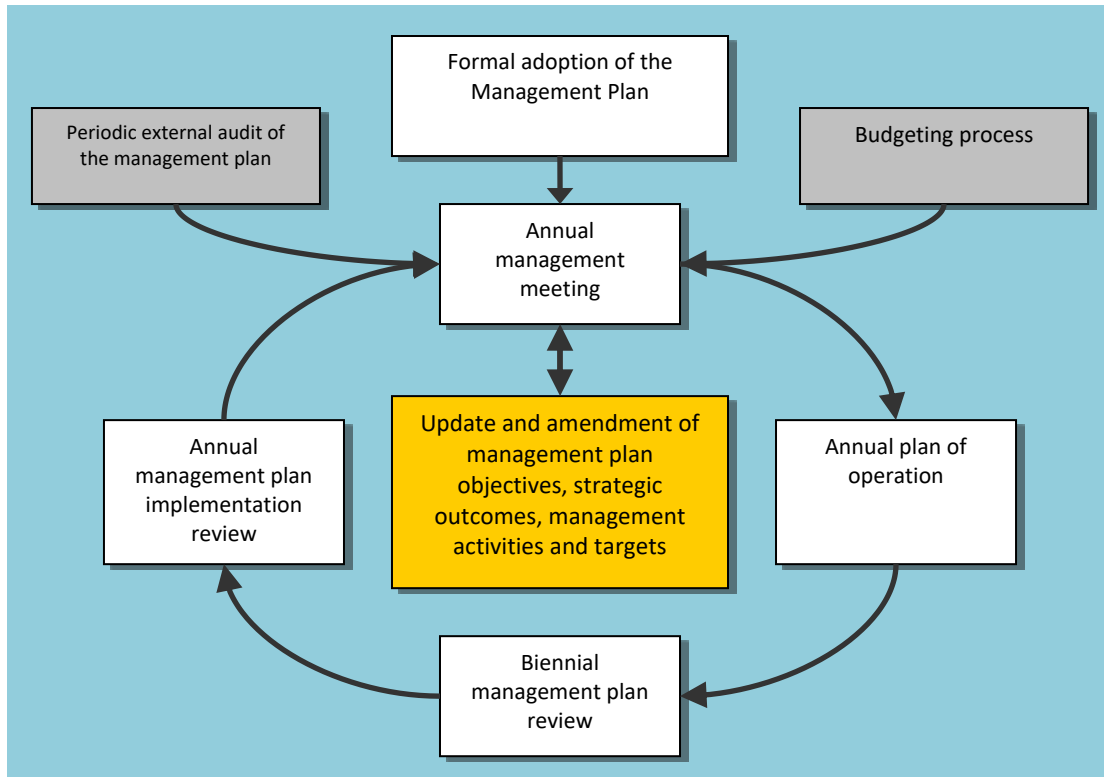 Formal adoption of the
Management Plan
Periodic external audit of
the management plan
Budgeting process
Annual
management
meeting
Update and amendment of
management plan
objectives, strategic
outcomes, management
activities and targets
Annual
management plan
implementation
review
Annual plan of
operation
Biennial
management plan
review